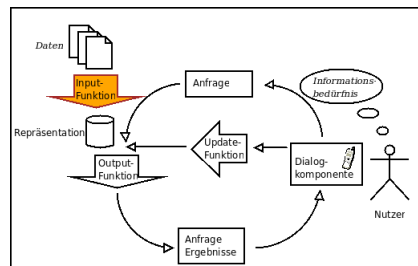 Daten
Input-
Funktion
Repräsentation
Output-
Funktion
Anfrage
Update-
Funktion
Anfrage
Ergebnisse
Informations-
bedürfnis
Dialog-
komponente
Nutzer